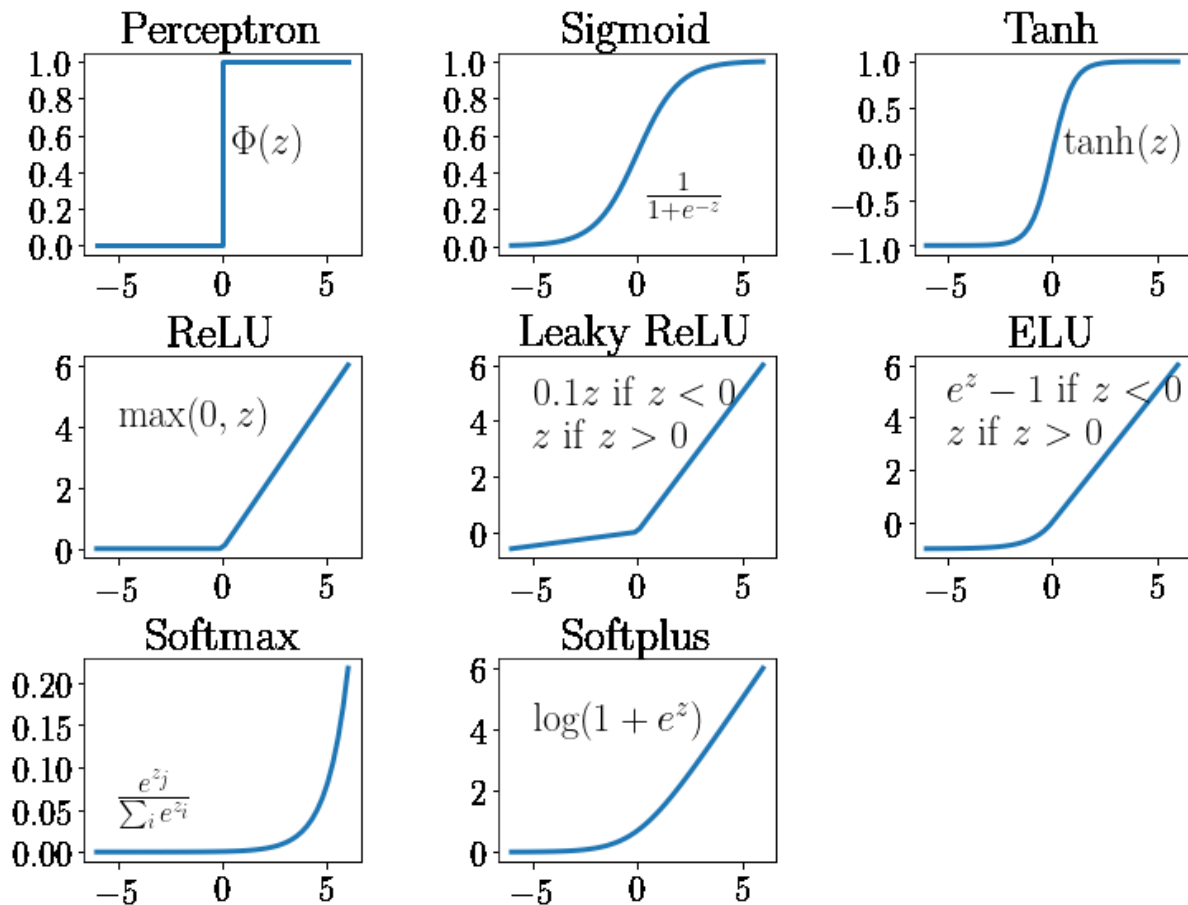 Perceptron
1.0
0.8
0.6
0.4
0.2
0.0
Φ(z)
−5 0 5
Sigmoid
1.0
0.8
0.6
0.4
0.2
0.0
1
1+e^{−z}
−5 0 5
Tanh
1.0
0.5
0.0
−0.5
−1.0
tanh(z)
−5 0 5
ReLU
6
4
2
0
max(0, z)
−5 0 5
Leaky ReLU
6
4
2
0
0.1z if z < 0
z if z > 0
−5 0 5
ELU
6
4
2
0
e^z − 1 if z < 0
z if z > 0
−5 0 5
Softmax
0.20
0.15
0.10
0.05
0.00
e^{z_j}
∑_i e^{z_i}
−5 0 5
Softplus
6
4
2
0
log(1 + e^z)
−5 0 5